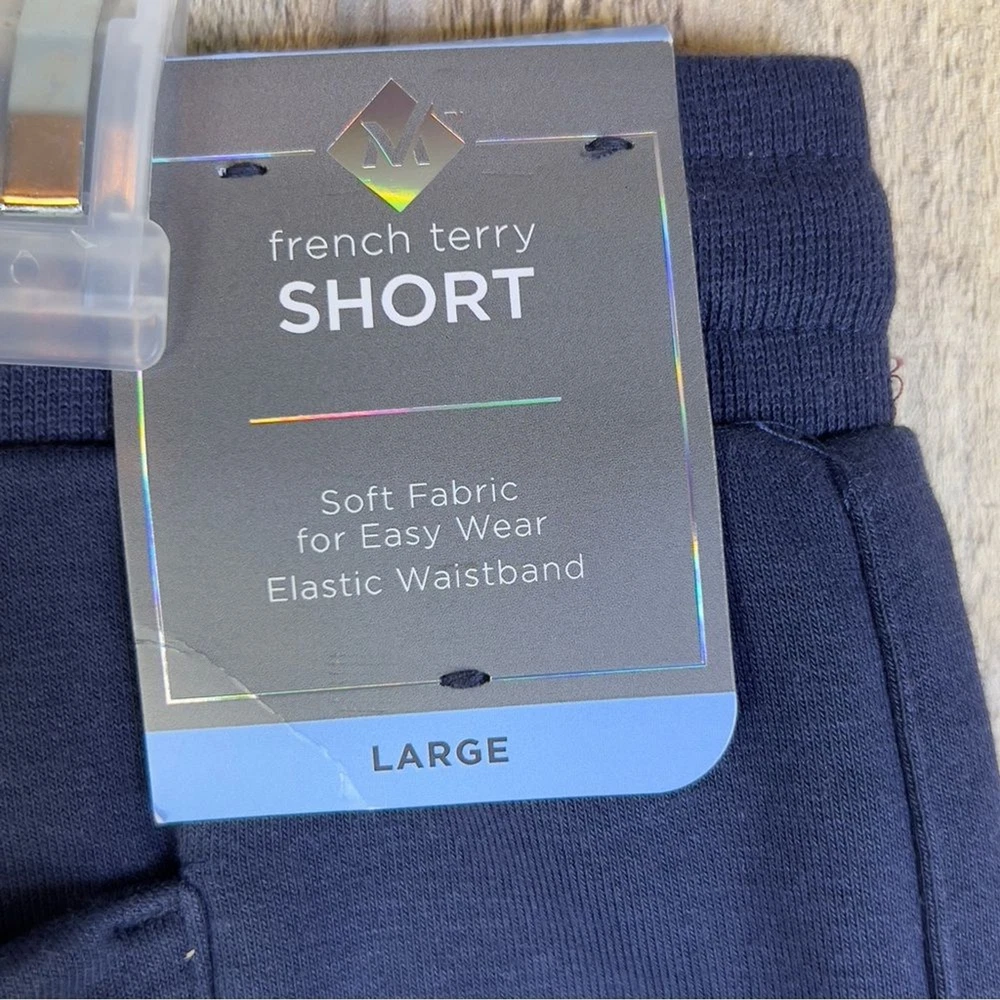 french terry
SHORT
Soft Fabric
for Easy Wear
Elastic Waistband
LARGE